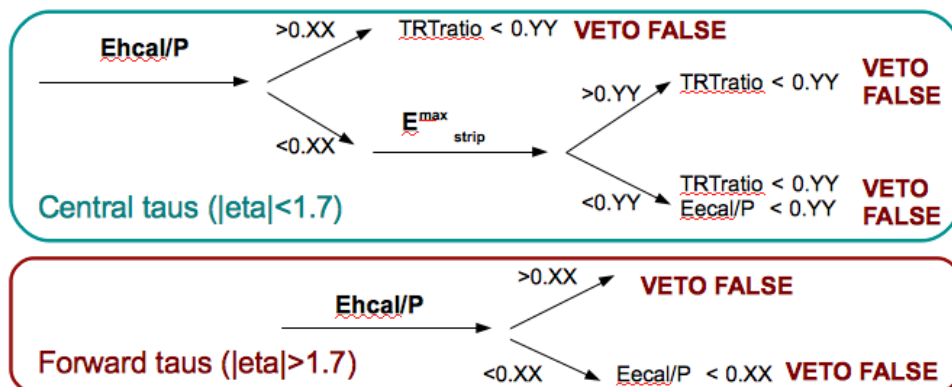 Ehcal/P
>0.XX
TRTratio < 0.YY VETO FALSE
<0.XX
E^max_strip
>0.YY
TRTratio < 0.YY
VETO
FALSE
<0.YY
TRTratio < 0.YY
Eecal/P < 0.YY
VETO
FALSE
Central taus (|eta|<1.7)
Ehcal/P
>0.XX
VETO FALSE
<0.XX
Eecal/P < 0.XX VETO FALSE
Forward taus (|eta|>1.7)